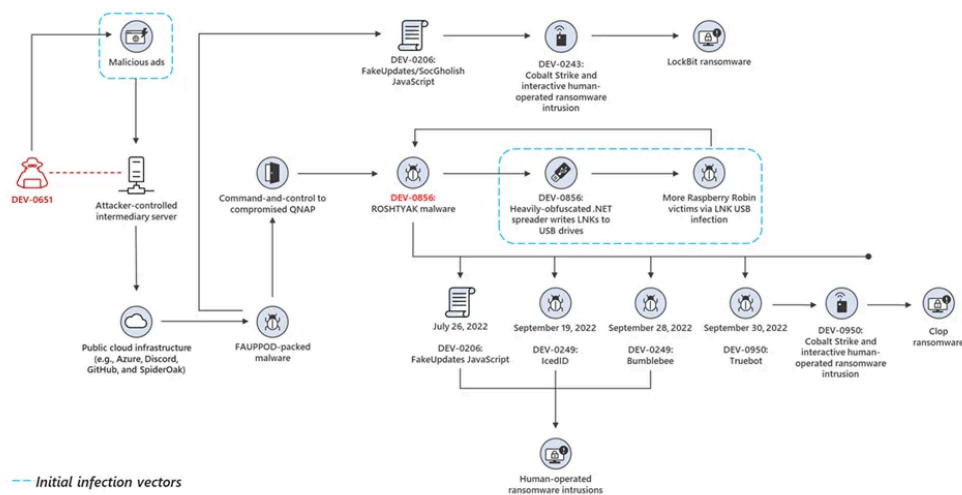 Malicious ads
DEV-0206:
FakeUpdates/SocGholish
JavaScript
DEV-0243:
Cobalt Strike and
interactive human-
operated ransomware
intrusion
LockBit ransomware
DEV-0651
Attacker-controlled
intermediary server
Command-and-control to
compromised QNAP
DEV-0856:
ROSHTYAK malware
DEV-0856:
Heavily-obfuscated .NET
spreader writes LNKs to
USB drives
More Raspberry Robin
victims via LNK USB
infection
Public cloud infrastructure
(e.g., Azure, Discord,
GitHub, and SpiderOak)
FAUPPOD-packed
malware
July 26, 2022
DEV-0206:
FakeUpdates JavaScript
September 19, 2022
DEV-0249:
IcedID
September 28, 2022
DEV-0249:
Bumblebee
September 30, 2022
DEV-0950:
Truebot
DEV-0950:
Cobalt Strike and
interactive human-
operated ransomware
intrusion
Clop
ransomware
Human-operated
ransomware intrusions
Initial infection vectors